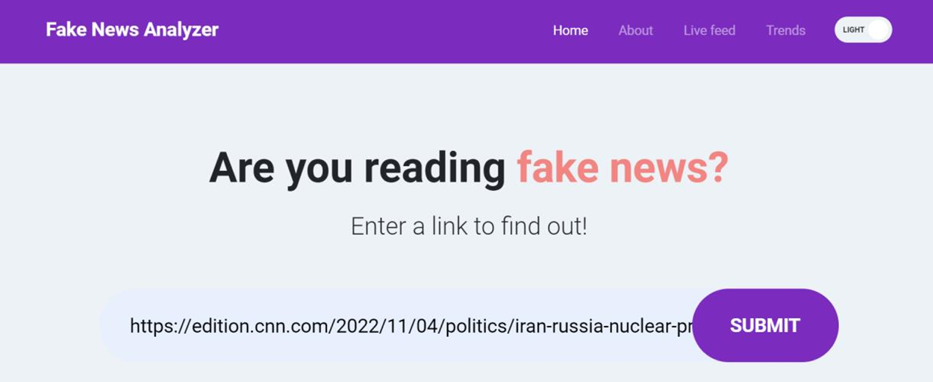 Fake News Analyzer
Home About Live feed Trends LIGHT
Are you reading fake news?
Enter a link to find out!
https://edition.cnn.com/2022/11/04/politics/iran-russia-nuclear-pr SUBMIT